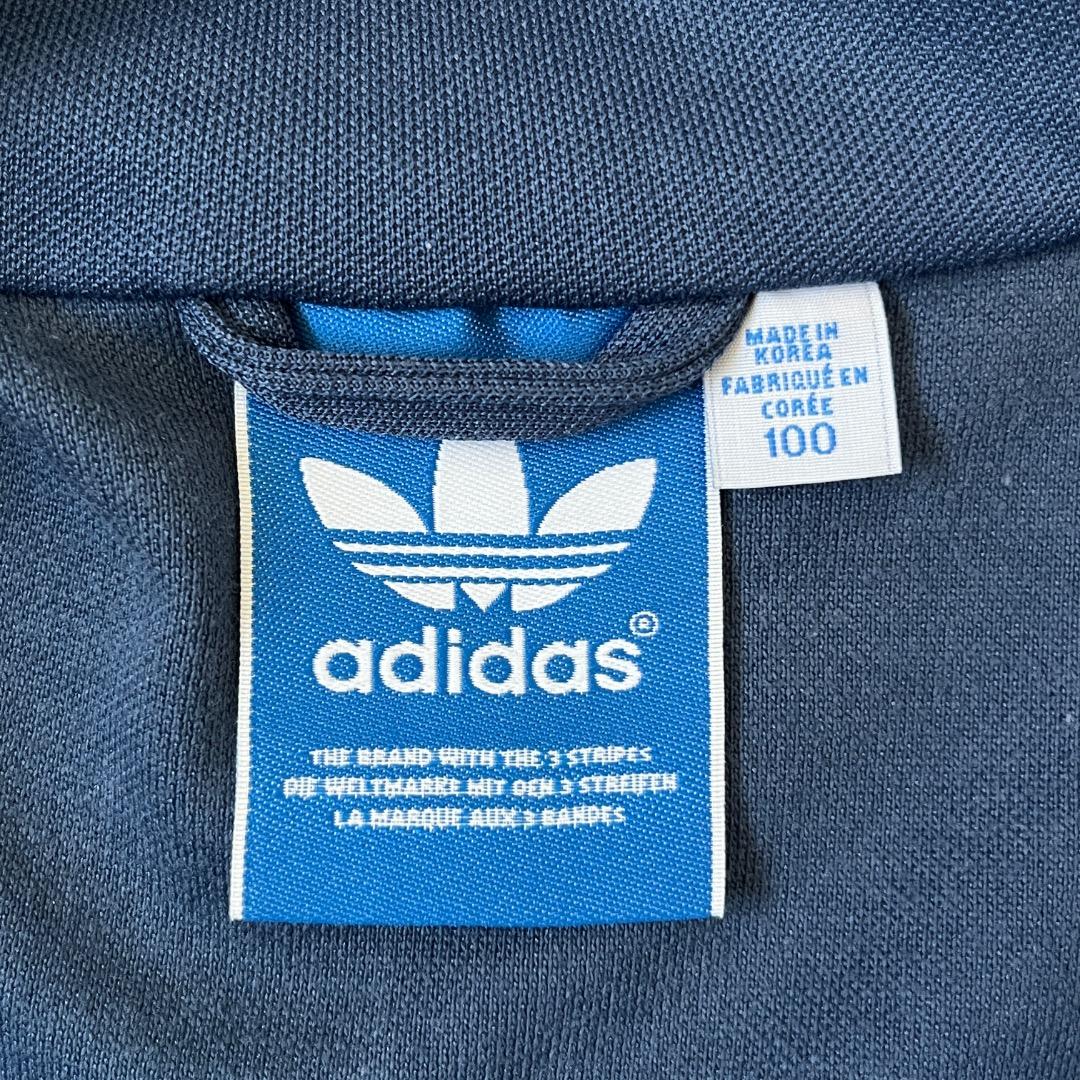 MADE IN
KOREA
FABRIQUÉ EN
CORÉE
100
adidas®
THE BRAND WITH THE 3 STRIPES
DIE WELTMARKE MIT DEN 3 STREIFEN
LA MARQUE AUX 3 BANDES